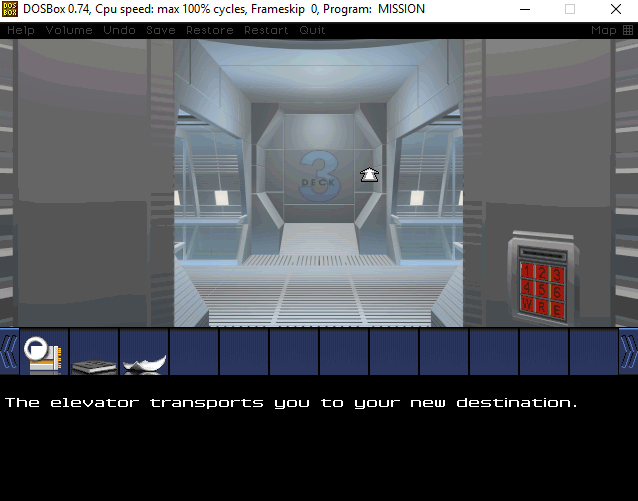 DOSBox 0.74, Cpu speed: max 100% cycles, Frameskip 0, Program: MISSION
Help Volume Undo Save Restore Restart Quit Map
3
DECK
1 2 3
4 5 6
W R E
The elevator transports you to your new destination.